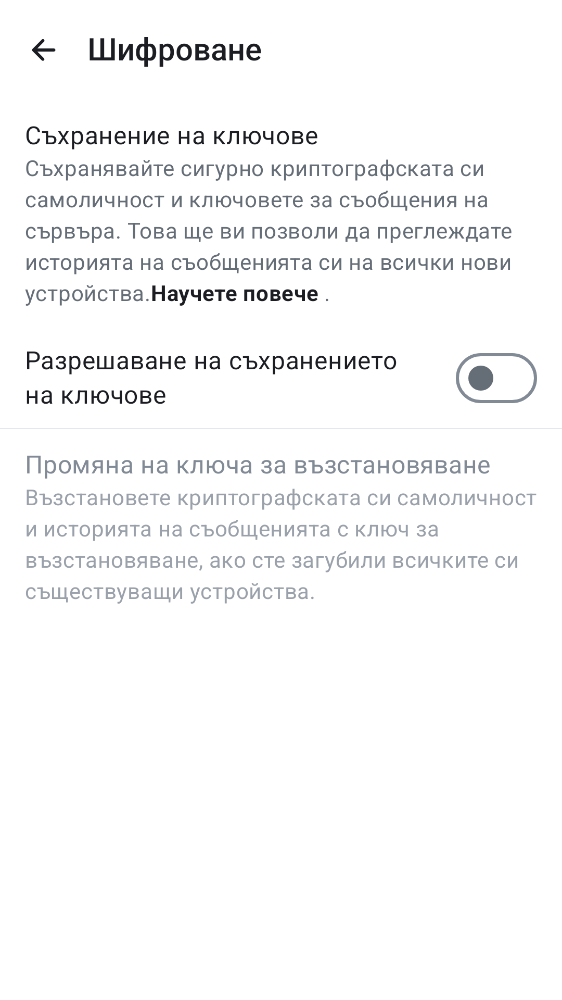 Шифроване
Съхранение на ключове
Съхранявайте сигурно криптографската си
самоличност и ключовете за съобщения на
сървъра. Това ще ви позволи да преглеждате
историята на съобщенията си на всички нови
устройства.Научете повече .
Разрешаване на съхранението
на ключове
Промяна на ключа за възстановяване
Възстановете криптографската си самоличност
и историята на съобщенията с ключ за
възстановяване, ако сте загубили всичките си
съществуващи устройства.